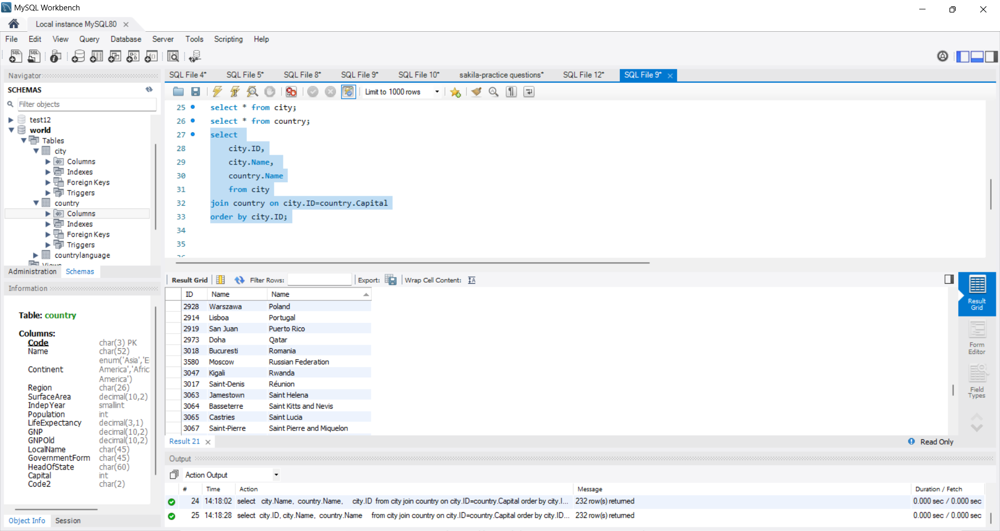 MySQL Workbench
Local instance MySQL80
File Edit View Query Database Server Tools Scripting Help
Navigator
SCHEMAS
Filter objects
test12
world
Tables
city
Columns
Indexes
Foreign Keys
Triggers
country
Columns
Indexes
Foreign Keys
Triggers
countrylanguage
Views
Administration Schemas
Information
Table: country
Columns:
Code char(3) PK
Name char(52)
enum('Asia','E
Continent America','Afric
America')
Region char(26)
SurfaceArea decimal(10,2)
IndepYear smallint
Population int
LifeExpectancy decimal(3,1)
GNP decimal(10,2)
GNPOld decimal(10,2)
LocalName char(45)
GovernmentForm char(45)
HeadOfState char(60)
Capital int
Code2 char(2)
Object Info Session
SQL File 4* SQL File 5* SQL File 8* SQL File 9* SQL File 10* sakila-practice questions* SQL File 12* SQL File 9*
Limit to 1000 rows
25 select * from city;
26 select * from country;
27 select
28 city.ID,
29 city.Name,
30 country.Name
31 from city
32 join country on city.ID=country.Capital
33 order by city.ID;
34
35
36
Result Grid Filter Rows: Export: Wrap Cell Content:
ID Name Name
2928 Warszawa Poland
2914 Lisboa Portugal
2919 San Juan Puerto Rico
2973 Doha Qatar
3018 Bucuresti Romania
3580 Moscow Russian Federation
3047 Kigali Rwanda
3017 Saint-Denis Réunion
3063 Jamestown Saint Helena
3064 Basseterre Saint Kitts and Nevis
3065 Castries Saint Lucia
3067 Saint-Pierre Saint Pierre and Miquelon
Result Grid
Form Editor
Field Types
Result 21
Read Only
Output
Action Output
# Time Action Message Duration / Fetch
24 14:18:02 select city.Name, country.Name, city.ID from city join country on city.ID=country.Capital order by city.I... 232 row(s) returned 0.000 sec / 0.000 sec
25 14:18:28 select city.ID, city.Name, country.Name from city join country on city.ID=country.Capital order by city.ID... 232 row(s) returned 0.000 sec / 0.000 sec